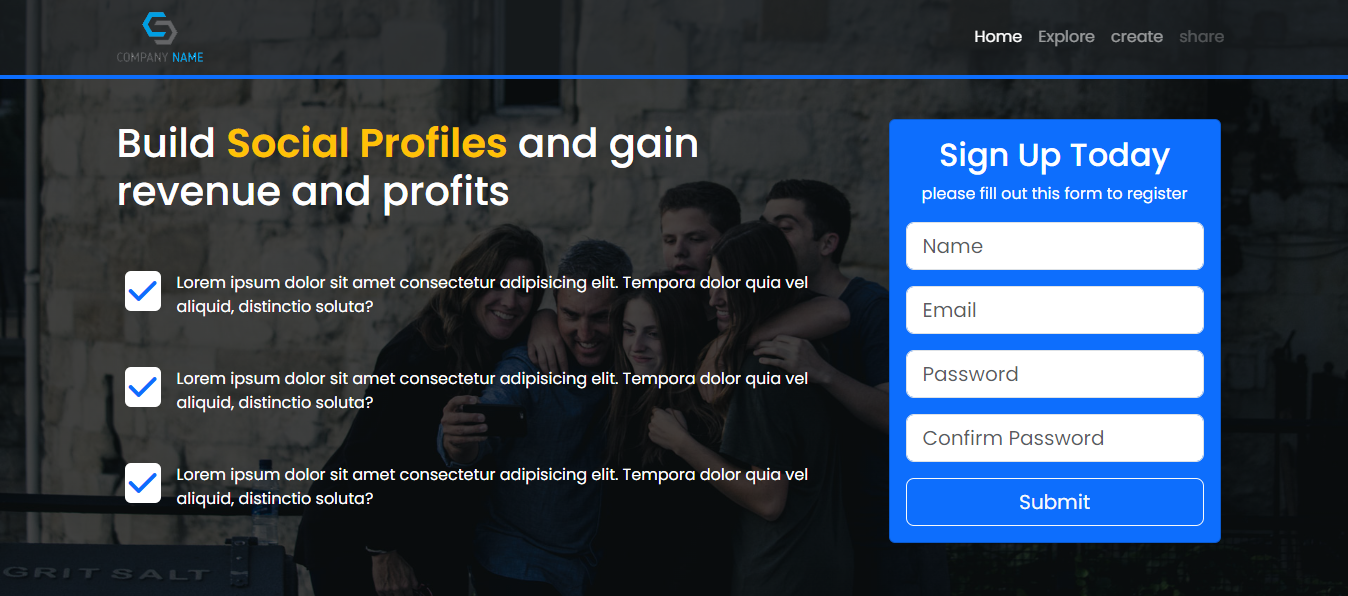 COMPANY NAME
Home Explore create share
Build Social Profiles and gain
revenue and profits
Lorem ipsum dolor sit amet consectetur adipisicing elit. Tempora dolor quia vel
aliquid, distinctio soluta?
Lorem ipsum dolor sit amet consectetur adipisicing elit. Tempora dolor quia vel
aliquid, distinctio soluta?
Lorem ipsum dolor sit amet consectetur adipisicing elit. Tempora dolor quia vel
aliquid, distinctio soluta?
Sign Up Today
please fill out this form to register
Name
Email
Password
Confirm Password
Submit
GRIT SALT